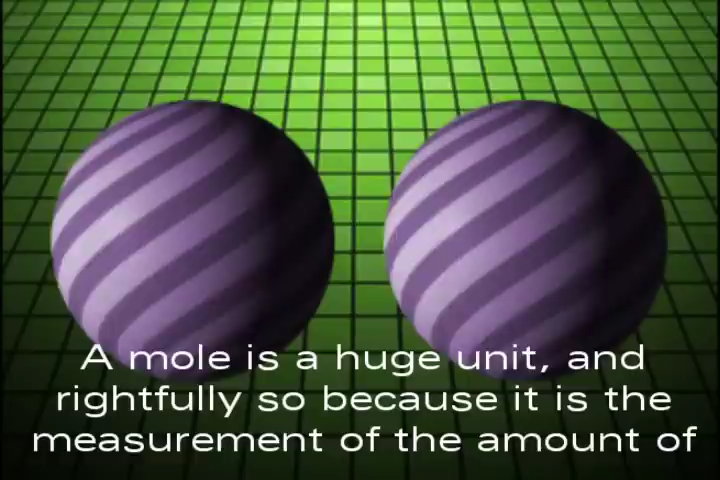 A mole is a huge unit, and
rightfully so because it is the
measurement of the amount of